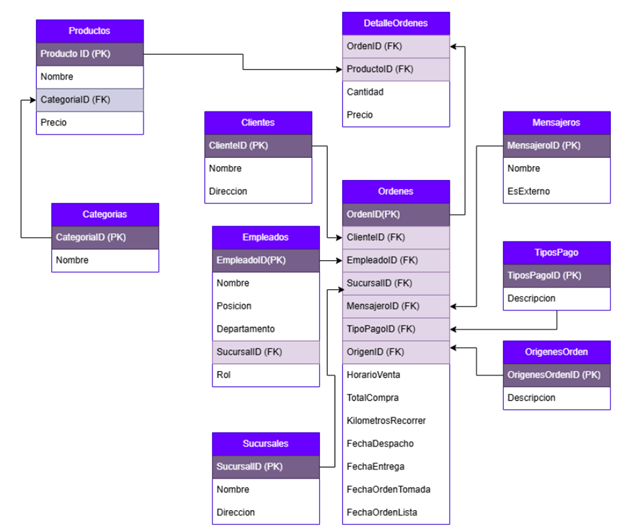 Productos
Producto ID (PK)
Nombre
CategoriaID (FK)
Precio
DetalleOrdenes
OrdenID (FK)
ProductoID (FK)
Cantidad
Precio
Clientes
ClienteID (PK)
Nombre
Direccion
Mensajeros
MensajeroID (PK)
Nombre
EsExterno
Categorias
CategoriaID (PK)
Nombre
Ordenes
OrdenID(PK)
ClienteID (FK)
EmpleadoID (FK)
SucursalID (FK)
MensajeroID (FK)
TipoPagoID (FK)
OrigenID (FK)
HorarioVenta
TotalCompra
KilometrosRecorrer
FechaDespacho
FechaEntrega
FechaOrdenTomada
FechaOrdenLista
Empleados
EmpleadoID(PK)
Nombre
Posicion
Departamento
SucursalID (FK)
Rol
TiposPago
TiposPagoID (PK)
Descripcion
OrigenesOrden
OrigenesOrdenID (PK)
Descripcion
Sucursales
SucursalID (PK)
Nombre
Direccion